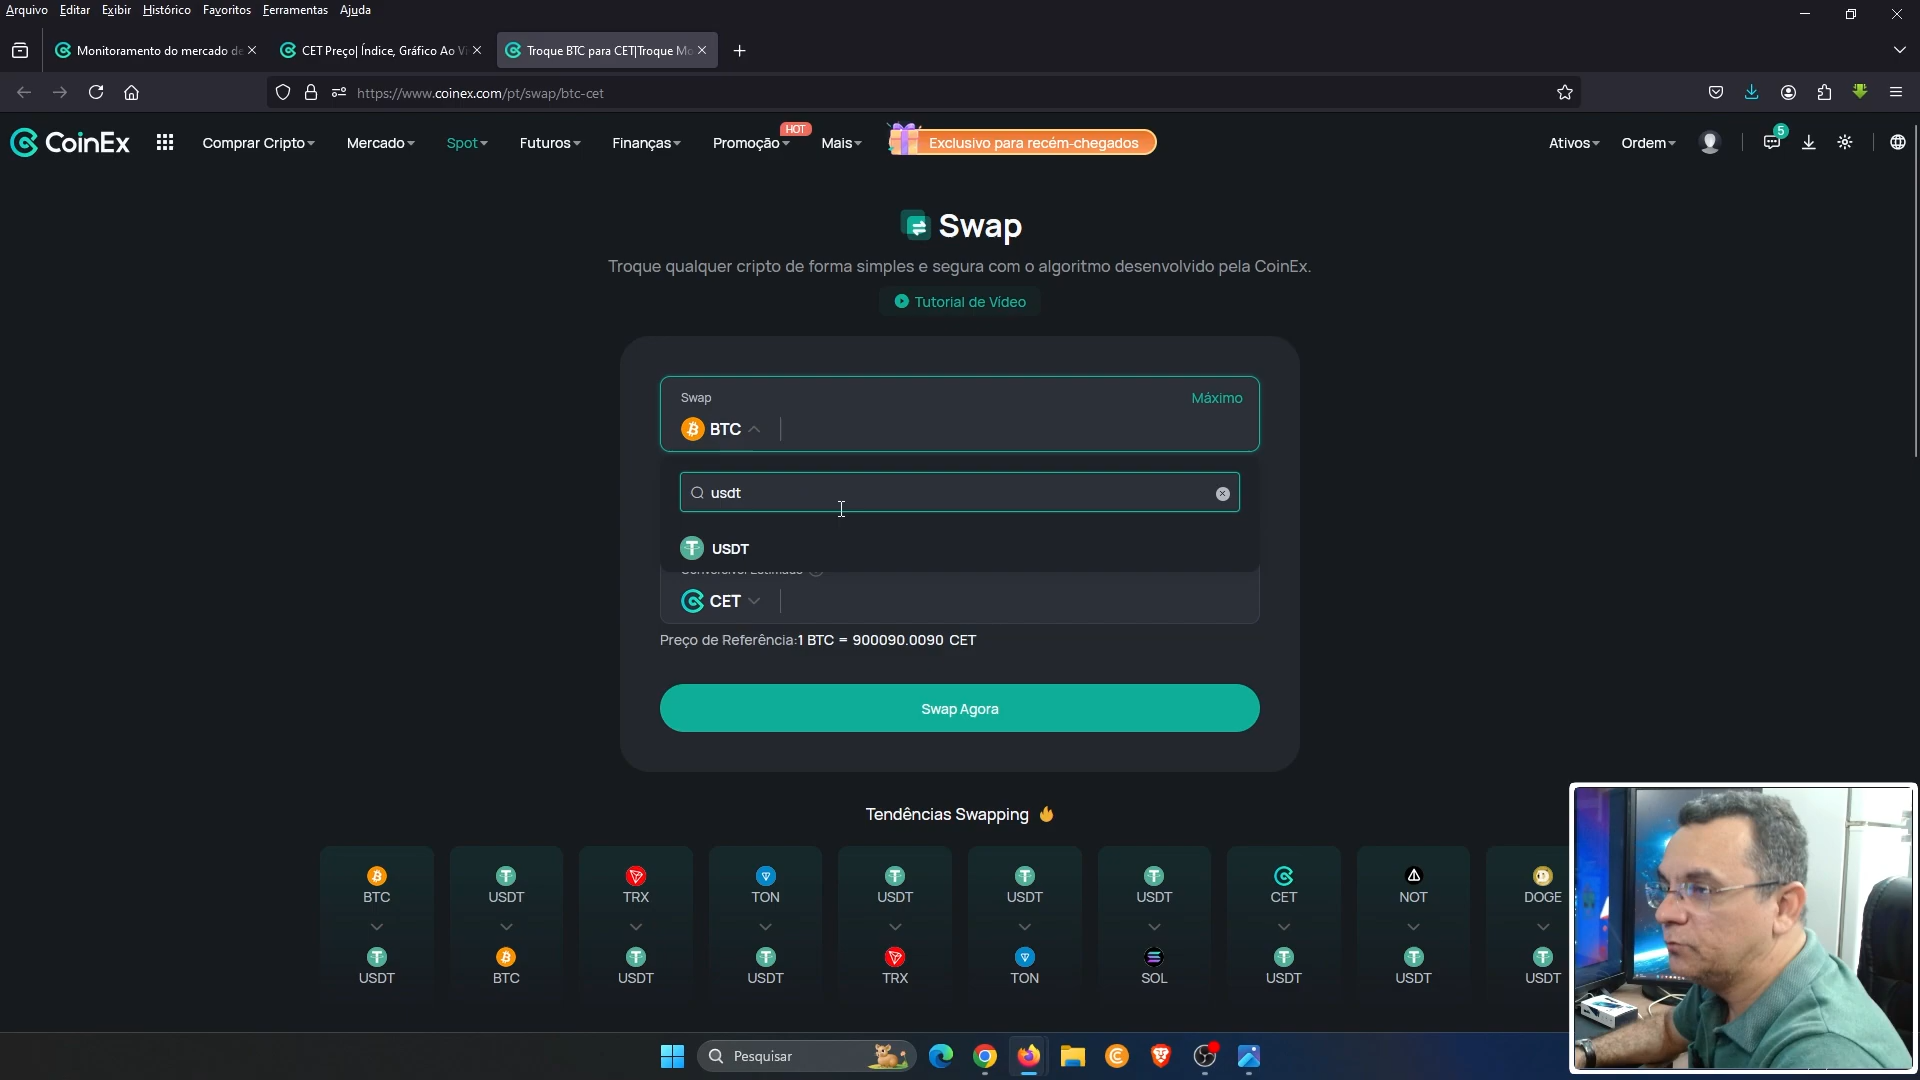 Arquivo Editar Exibir Histórico Favoritos Ferramentas Ajuda
Monitoramento do mercado de
CET Preço| Índice, Gráfico Ao Vi
Troque BTC para CET|Troque Mo
https://www.coinex.com/pt/swap/btc-cet
CoinEx
Comprar Cripto
Mercado
Spot
Futuros
Finanças
Promoção
HOT
Mais
Exclusivo para recém-chegados
Ativos
Ordem
5
Swap
Troque qualquer cripto de forma simples e segura com o algoritmo desenvolvido pela CoinEx.
Tutorial de Vídeo
Swap
Máximo
BTC
usdt
USDT
CET
Preço de Referência:1 BTC = 900090.0090 CET
Swap Agora
Tendências Swapping
BTC USDT TRX TON USDT USDT USDT CET NOT DOGE
USDT BTC USDT USDT TRX TON SOL USDT USDT USDT
Pesquisar